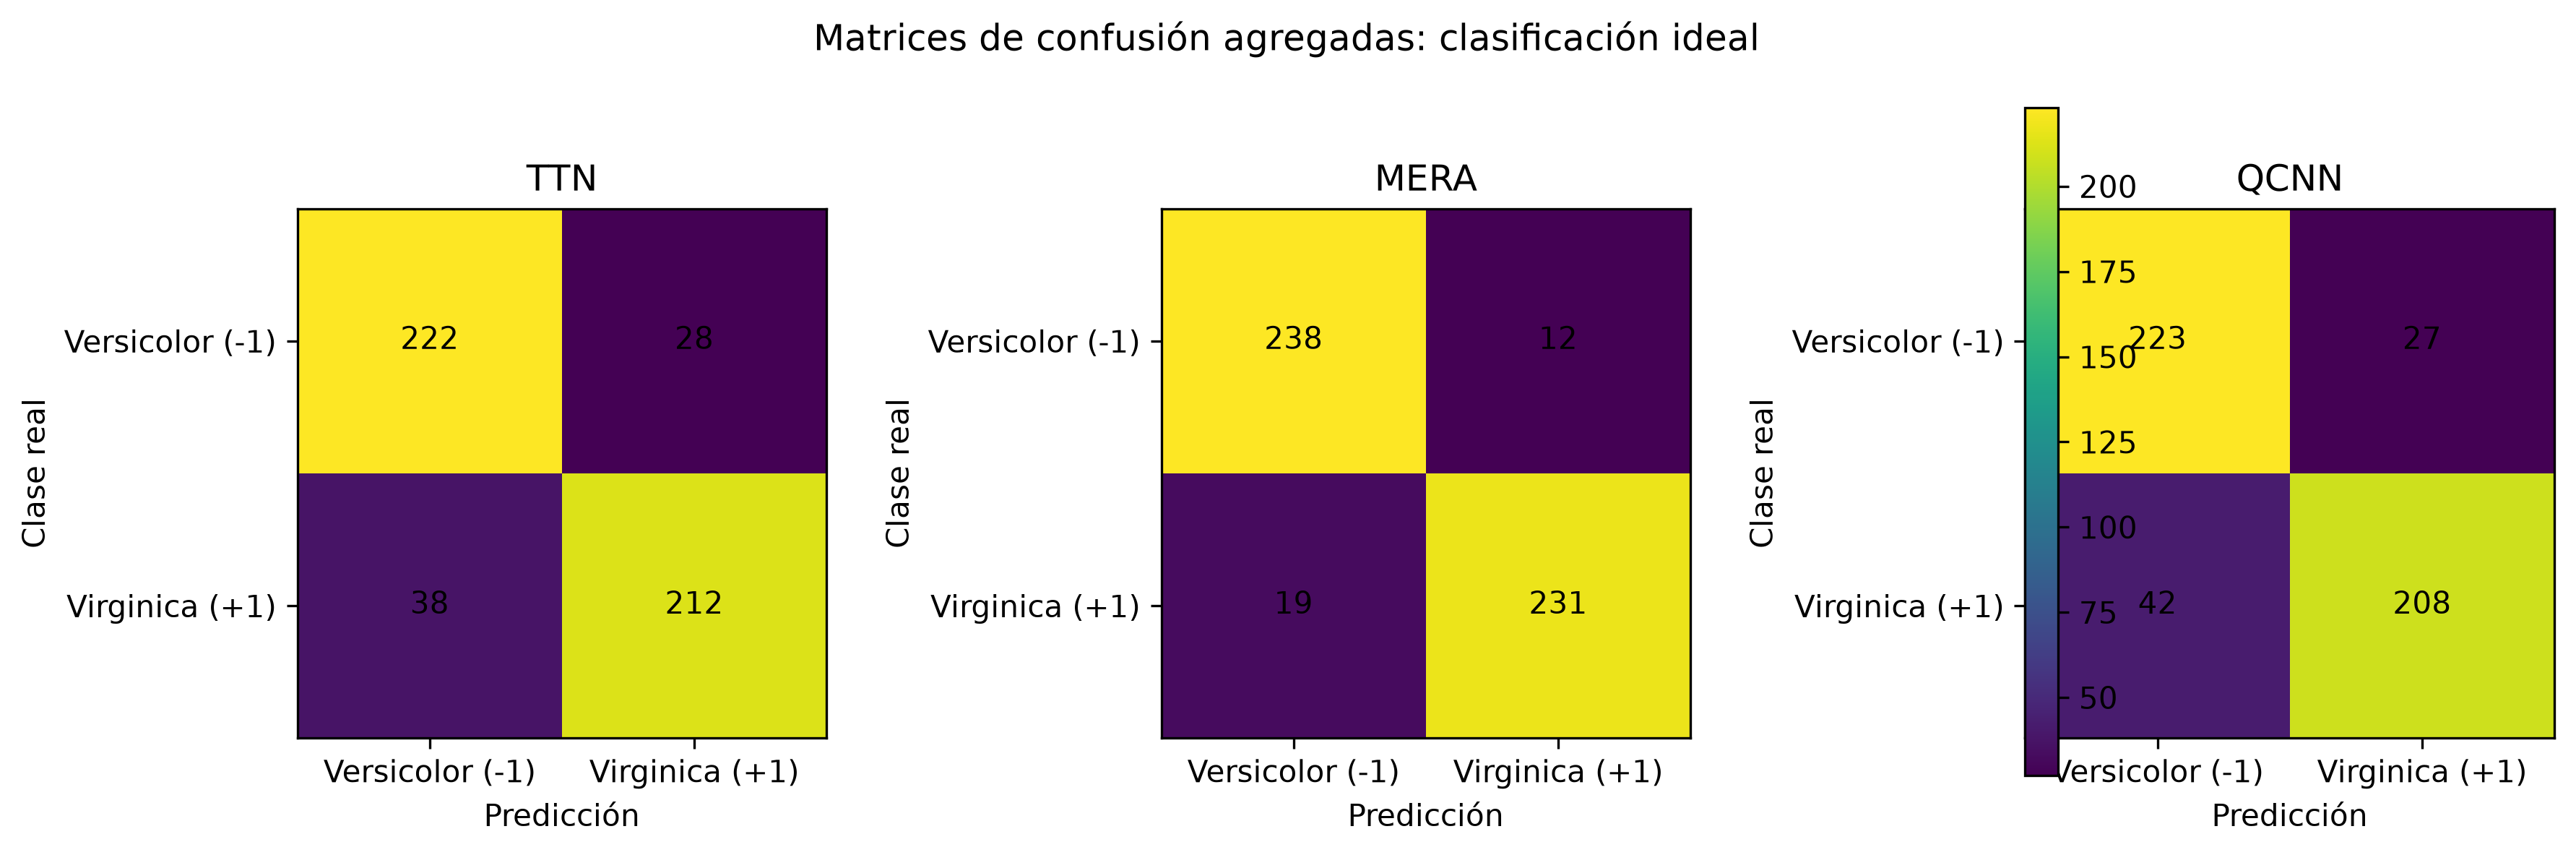 Matrices de confusión agregadas: clasificación ideal
TTN
Clase real
Versicolor (-1)
222
28
Virginica (+1)
38
212
Versicolor (-1)
Virginica (+1)
Predicción
MERA
Clase real
Versicolor (-1)
238
12
Virginica (+1)
19
231
Versicolor (-1)
Virginica (+1)
Predicción
QCNN
Clase real
Versicolor (-1)
223
27
Virginica (+1)
42
208
Versicolor (-1)
Virginica (+1)
Predicción
200
175
150
125
100
75
50